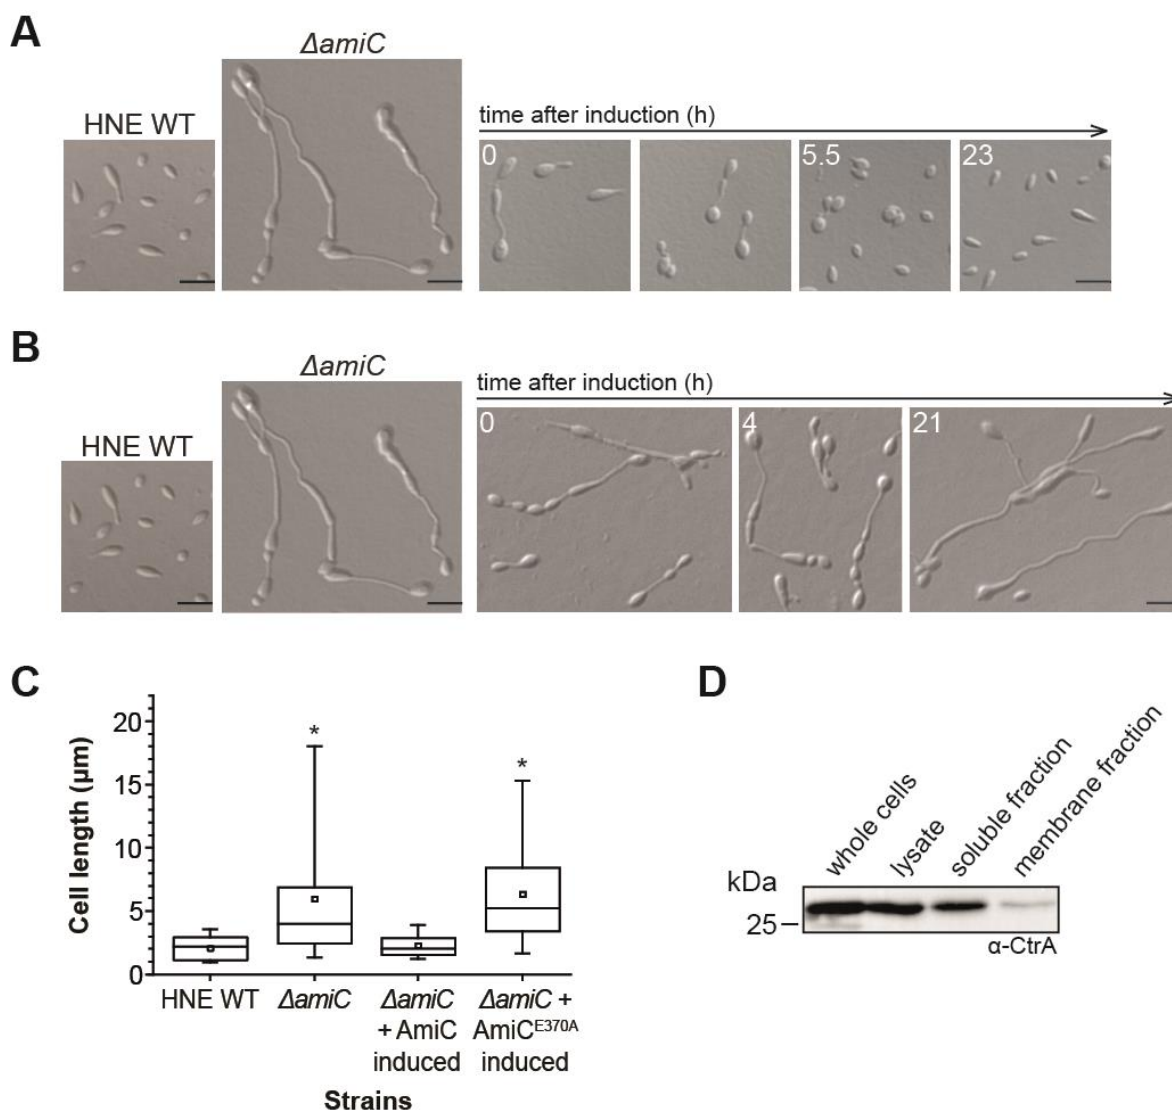 A
ΔamiC
HNE WT
time after induction (h)
0
5.5
23
B
ΔamiC
HNE WT
time after induction (h)
0
4
21
C
Cell length (µm)
20
15
10
5
0
*
*
HNE WT
ΔamiC
ΔamiC
+ AmiC
induced
ΔamiC +
AmiCE370A
induced
Strains
D
whole cells
lysate
soluble fraction
membrane fraction
kDa
25
α-CtrA